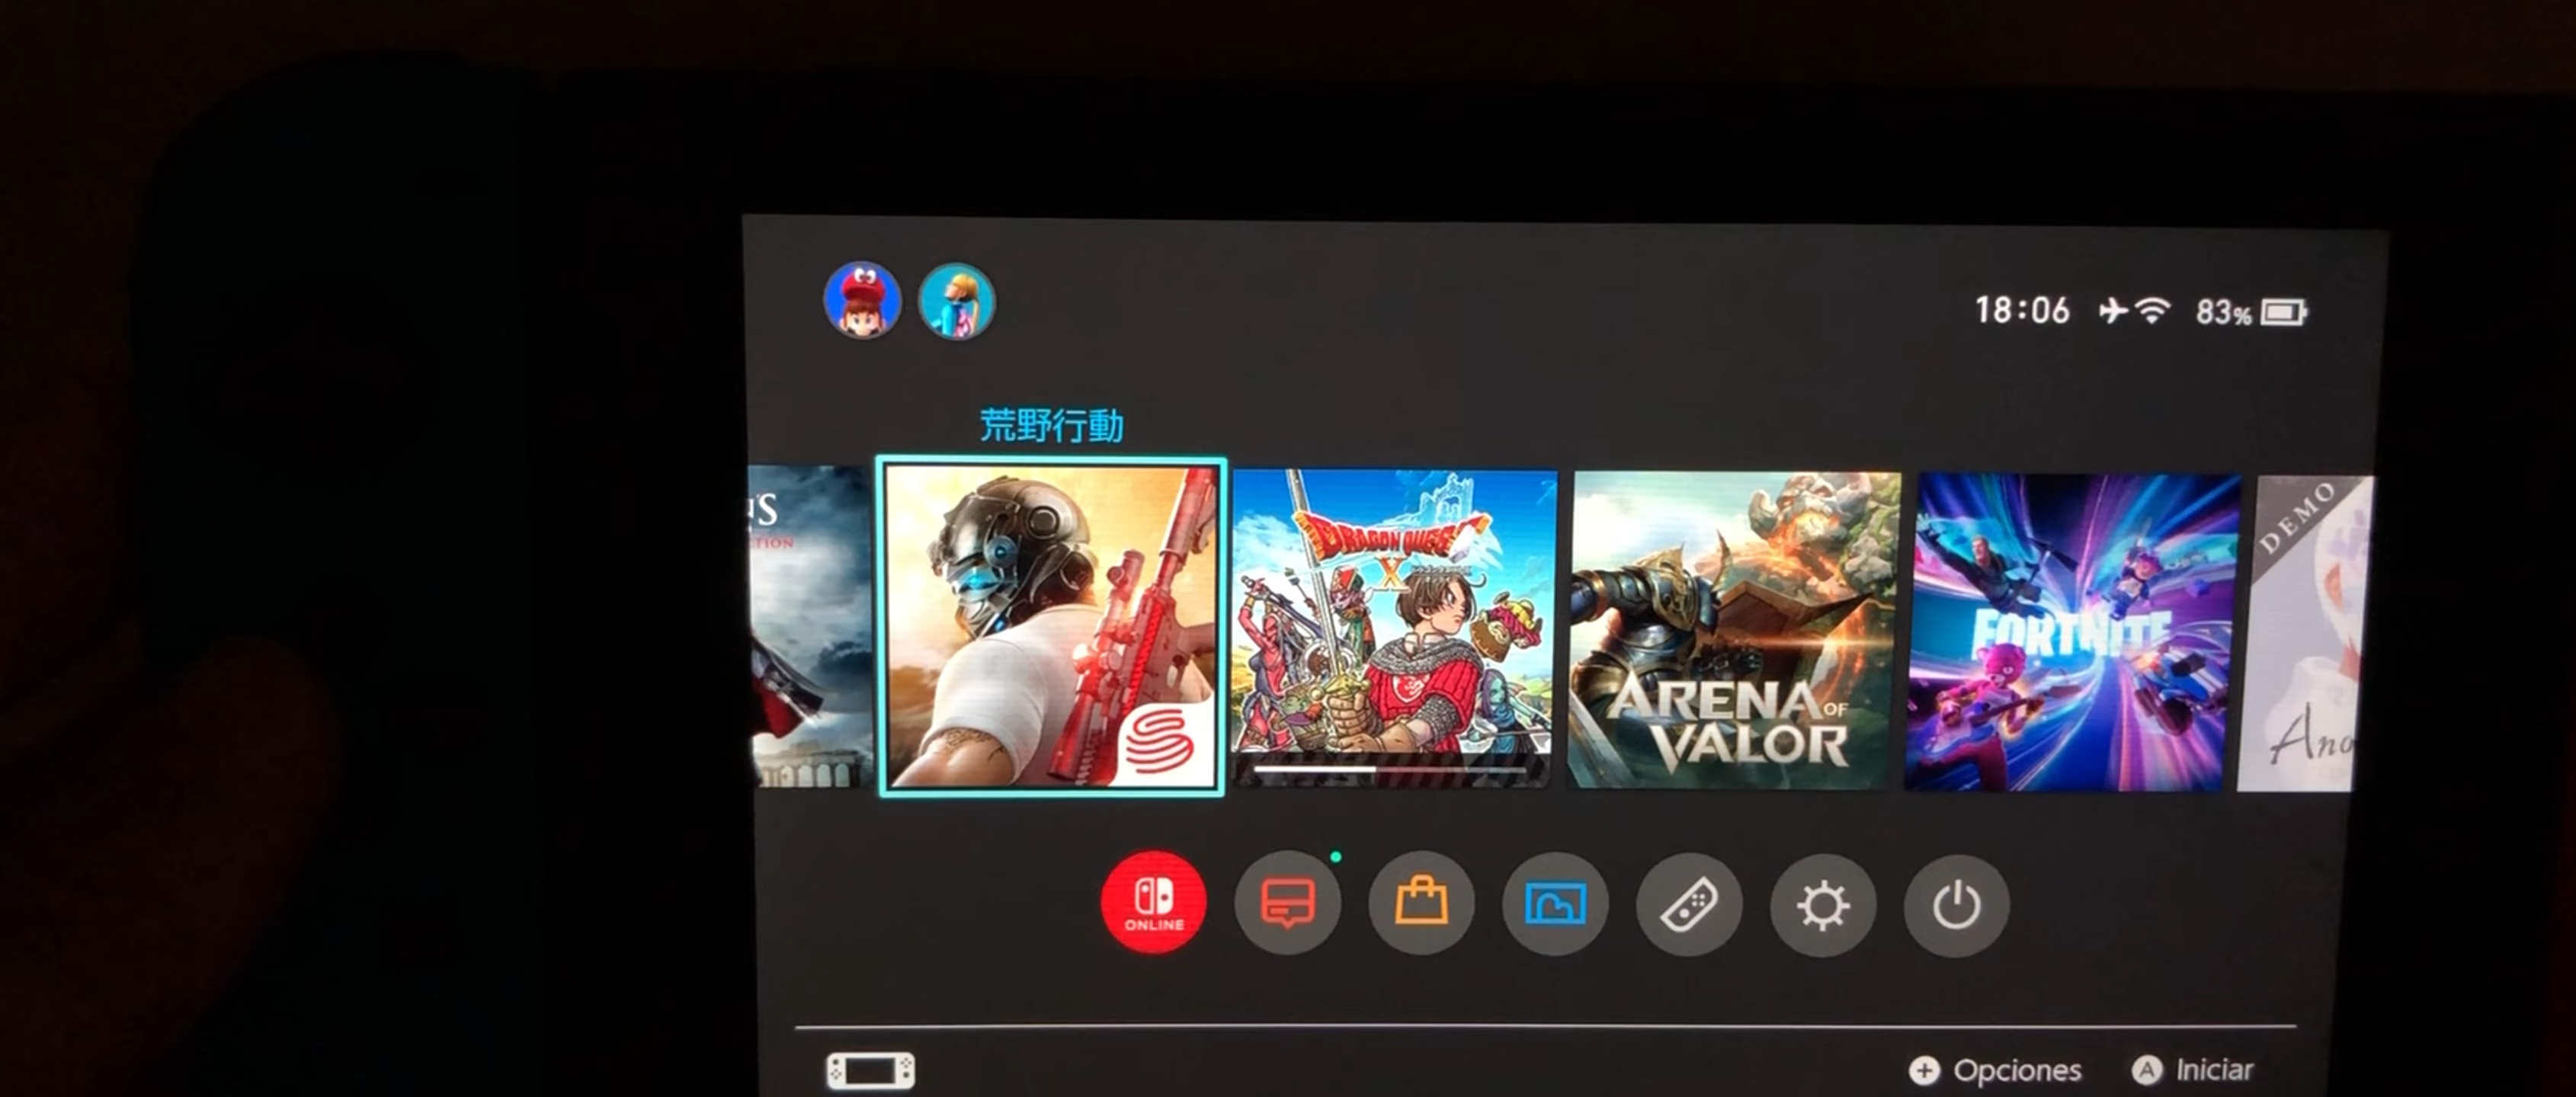 18:06 83%
荒野行動
DEMO
DRAGON QUEST
X
FORTNITE
ARENA OF
VALOR
ONLINE
Opciones
A Iniciar